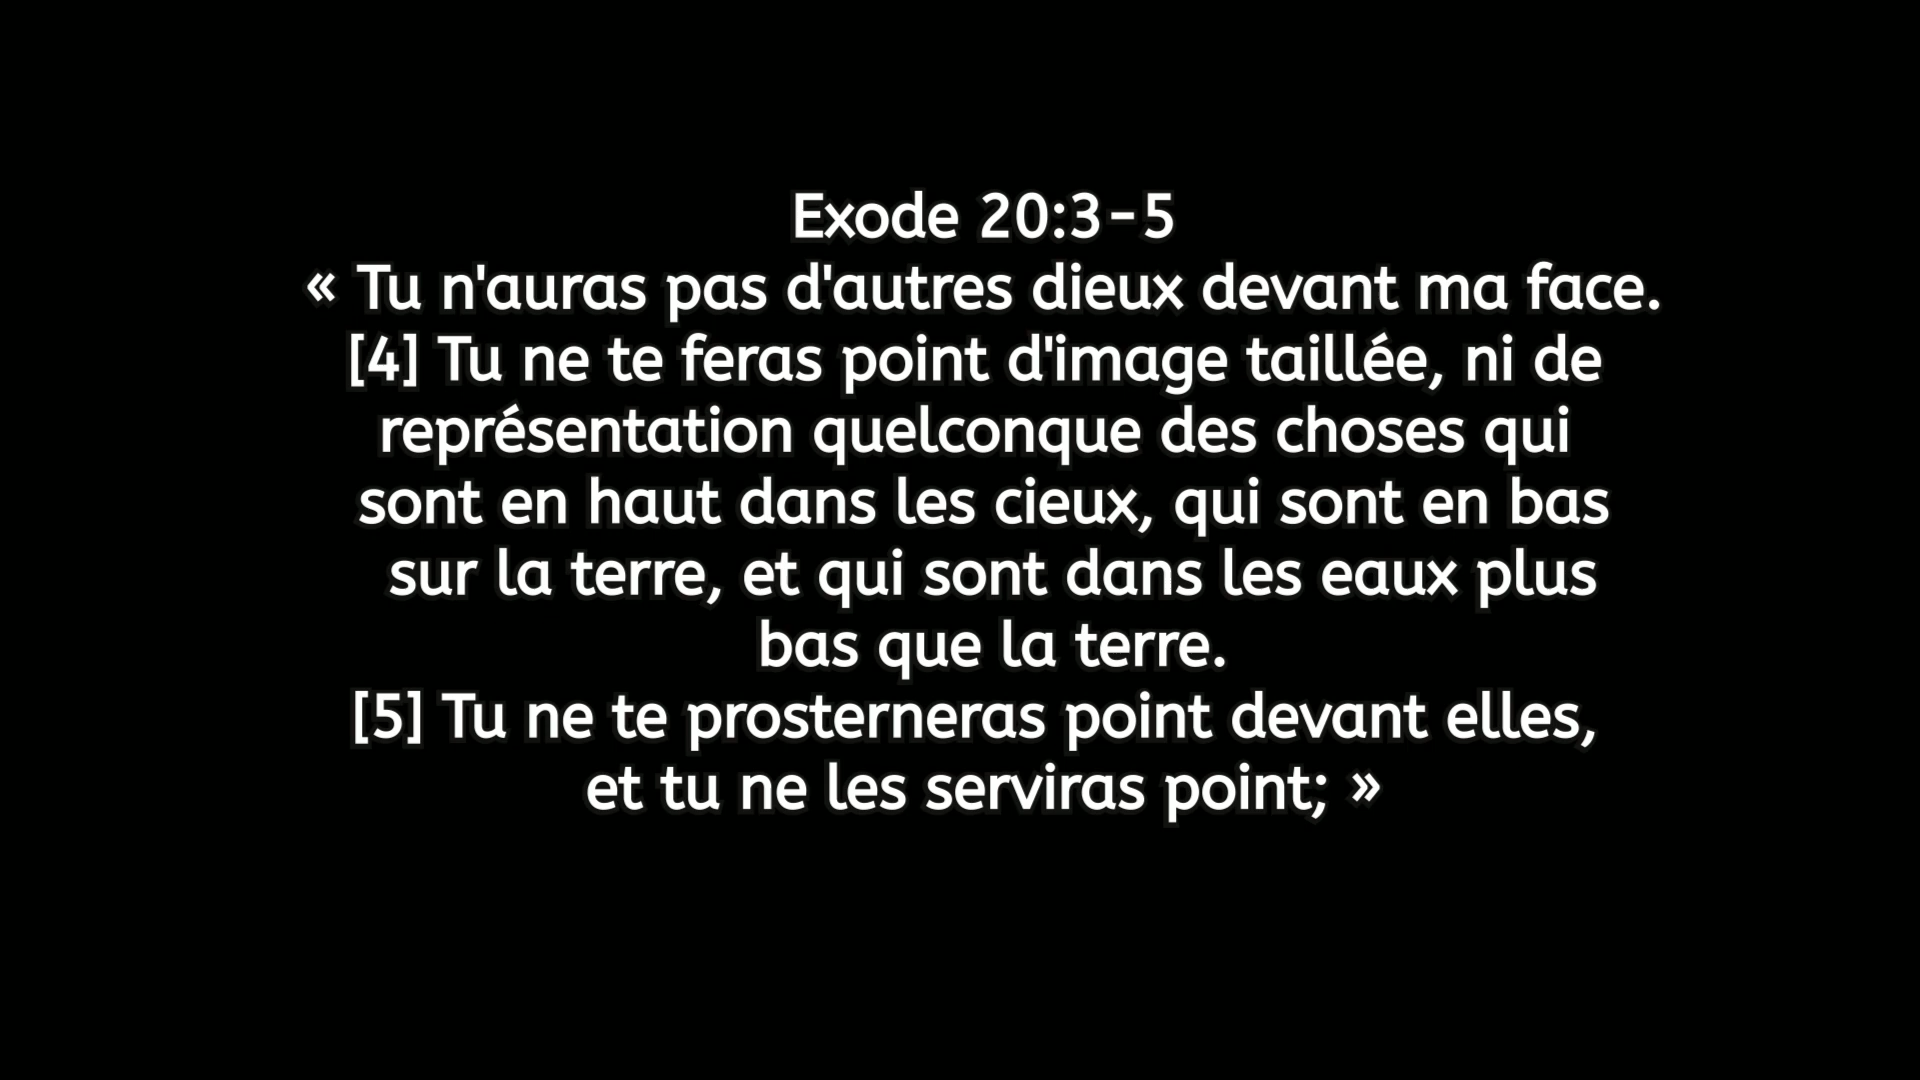 Exode 20:3-5
« Tu n'auras pas d'autres dieux devant ma face.
[4] Tu ne te feras point d'image taillée, ni de
représentation quelconque des choses qui
sont en haut dans les cieux, qui sont en bas
sur la terre, et qui sont dans les eaux plus
bas que la terre.
[5] Tu ne te prosterneras point devant elles,
et tu ne les serviras point; »